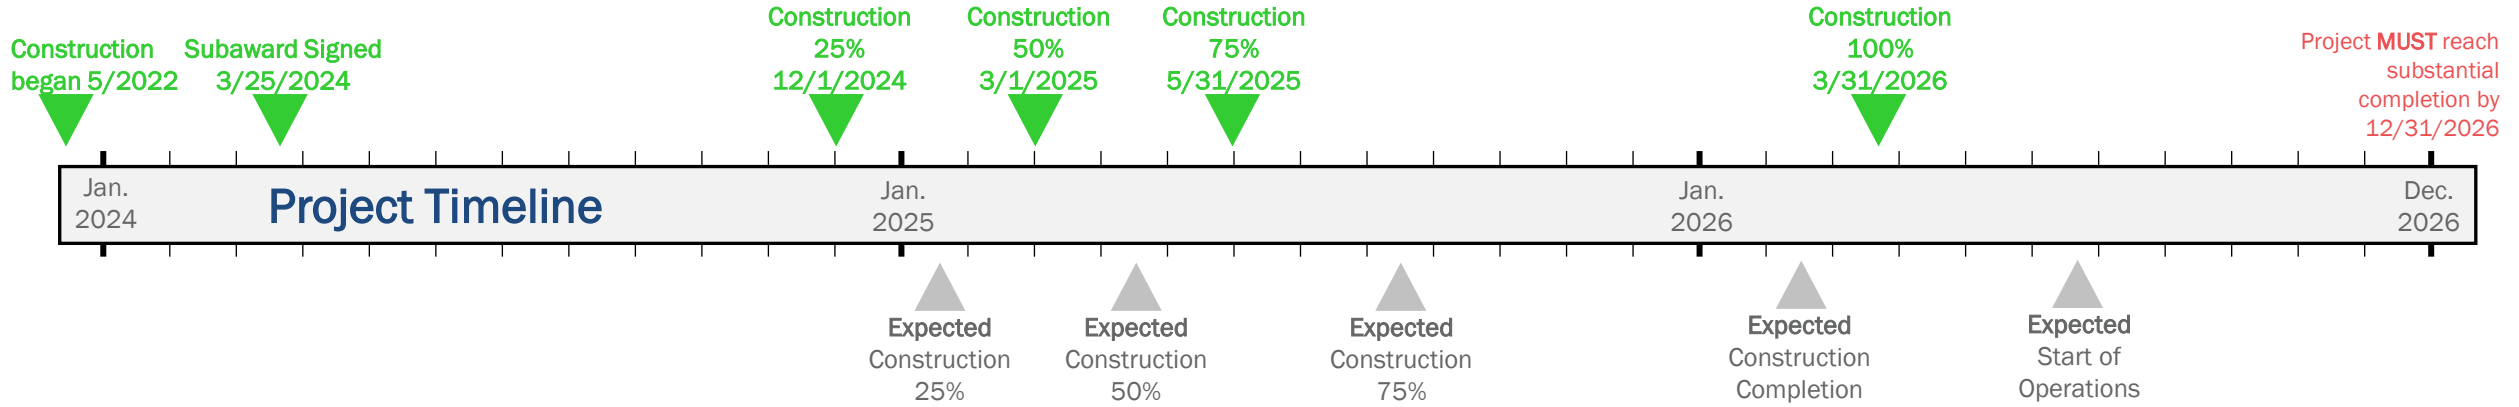 Construction
began 5/2022
Subaward Signed
3/25/2024
Construction
25%
12/1/2024
Construction
50%
3/1/2025
Construction
75%
5/31/2025
Construction
100%
3/31/2026
Project MUST reach
substantial
completion by
12/31/2026
Jan.
2024
Project Timeline
Jan.
2025
Jan.
2026
Dec.
2026
Expected
Construction
25%
Expected
Construction
50%
Expected
Construction
75%
Expected
Construction
Completion
Expected
Start of
Operations